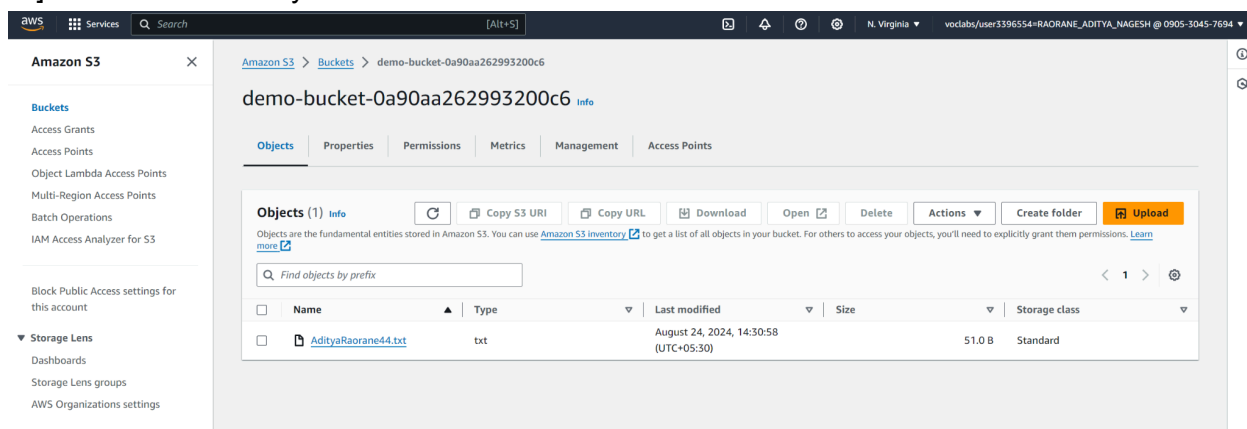 aws Services Search [Alt+S] N. Virginia ▼ voclabs/user3396554=RAORANE_ADITYA_NAGESH @ 0905-3045-7694 ▼
Amazon S3
Buckets
Access Grants
Access Points
Object Lambda Access Points
Multi-Region Access Points
Batch Operations
IAM Access Analyzer for S3
Block Public Access settings for
this account
▼ Storage Lens
Dashboards
Storage Lens groups
AWS Organizations settings
Amazon S3 > Buckets > demo-bucket-0a90aa262993200c6
demo-bucket-0a90aa262993200c6 Info
Objects Properties Permissions Metrics Management Access Points
Objects (1) Info Copy S3 URI Copy URL Download Open Delete Actions ▼ Create folder Upload
Objects are the fundamental entities stored in Amazon S3. You can use Amazon S3 inventory to get a list of all objects in your bucket. For others to access your objects, you'll need to explicitly grant them permissions. Learn
more
Find objects by prefix < 1 >
Name ▲ Type Last modified Size Storage class
AdityaRaorane44.txt txt August 24, 2024, 14:30:58 51.0 B Standard
(UTC+05:30)